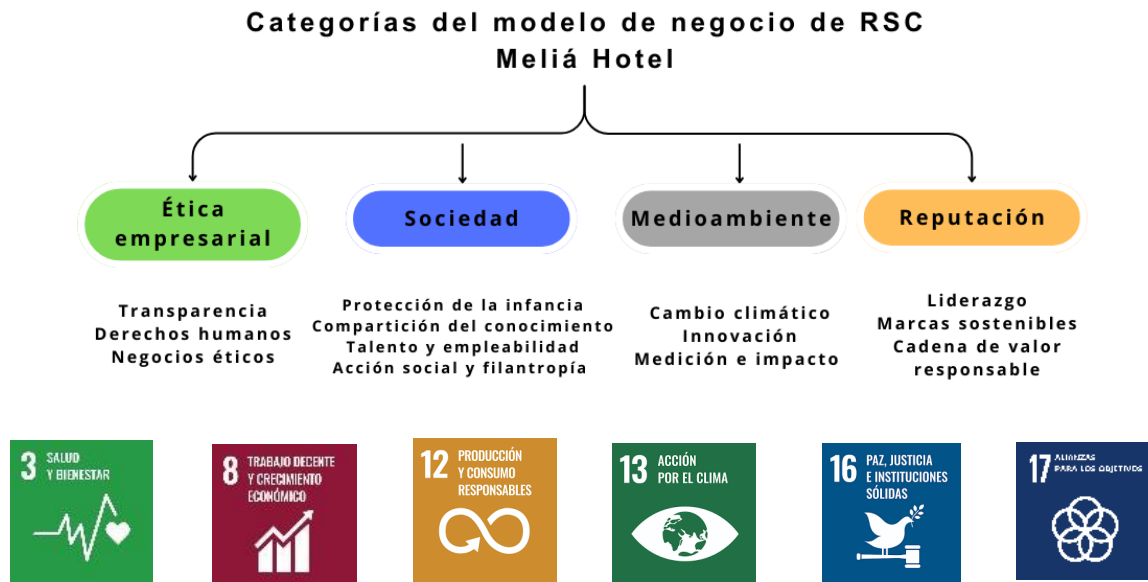 Categorías del modelo de negocio de RSC
Meliá Hotel
Ética
empresarial
Sociedad
Medioambiente
Reputación
Transparencia
Derechos humanos
Negocios éticos
Protección de la infancia
Compartición del conocimiento
Talento y empleabilidad
Acción social y filantropía
Cambio climático
Innovación
Medición e impacto
Liderazgo
Marcas sostenibles
Cadena de valor
responsable
3 SALUD
Y BIENESTAR
8 TRABAJO DECENTE
Y CRECIMIENTO
ECONÓMICO
12 PRODUCCIÓN
Y CONSUMO
RESPONSABLES
13 ACCIÓN
POR EL CLIMA
16 PAZ, JUSTICIA
E INSTITUCIONES
SÓLIDAS
17 ALIANZAS
PARA LOS OBJETIVOS